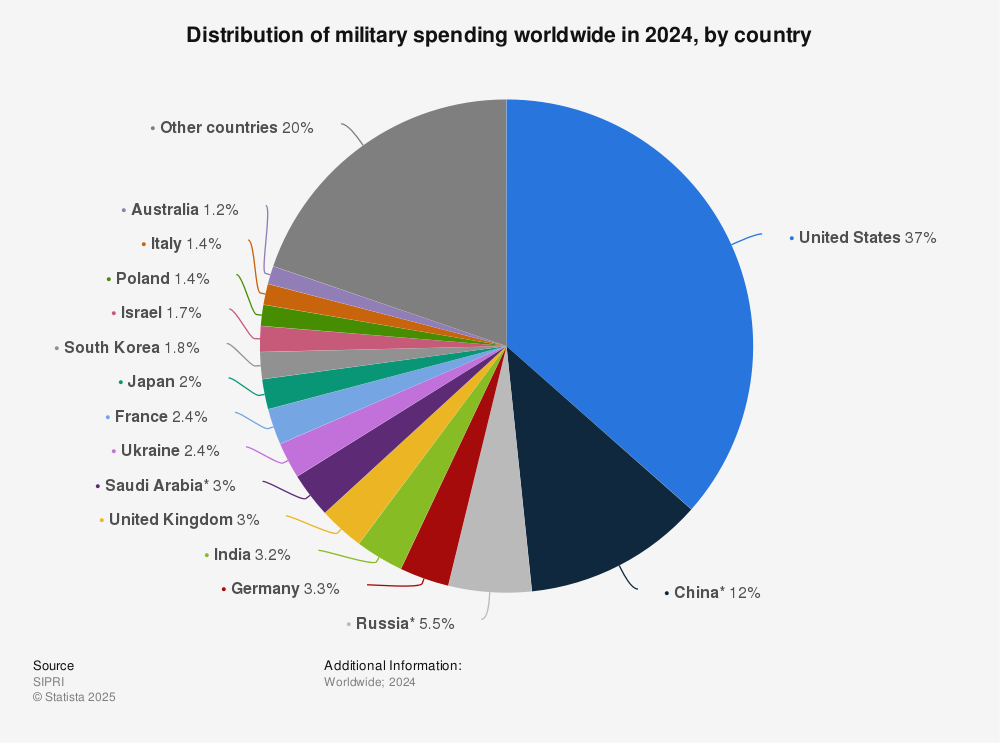 Distribution of military spending worldwide in 2024, by country
Other countries 20%
Australia 1.2%
Italy 1.4%
Poland 1.4%
Israel 1.7%
South Korea 1.8%
Japan 2%
France 2.4%
Ukraine 2.4%
Saudi Arabia* 3%
United Kingdom 3%
India 3.2%
Germany 3.3%
Russia* 5.5%
United States 37%
China* 12%
Source
SIPRI
© Statista 2025
Additional Information:
Worldwide; 2024